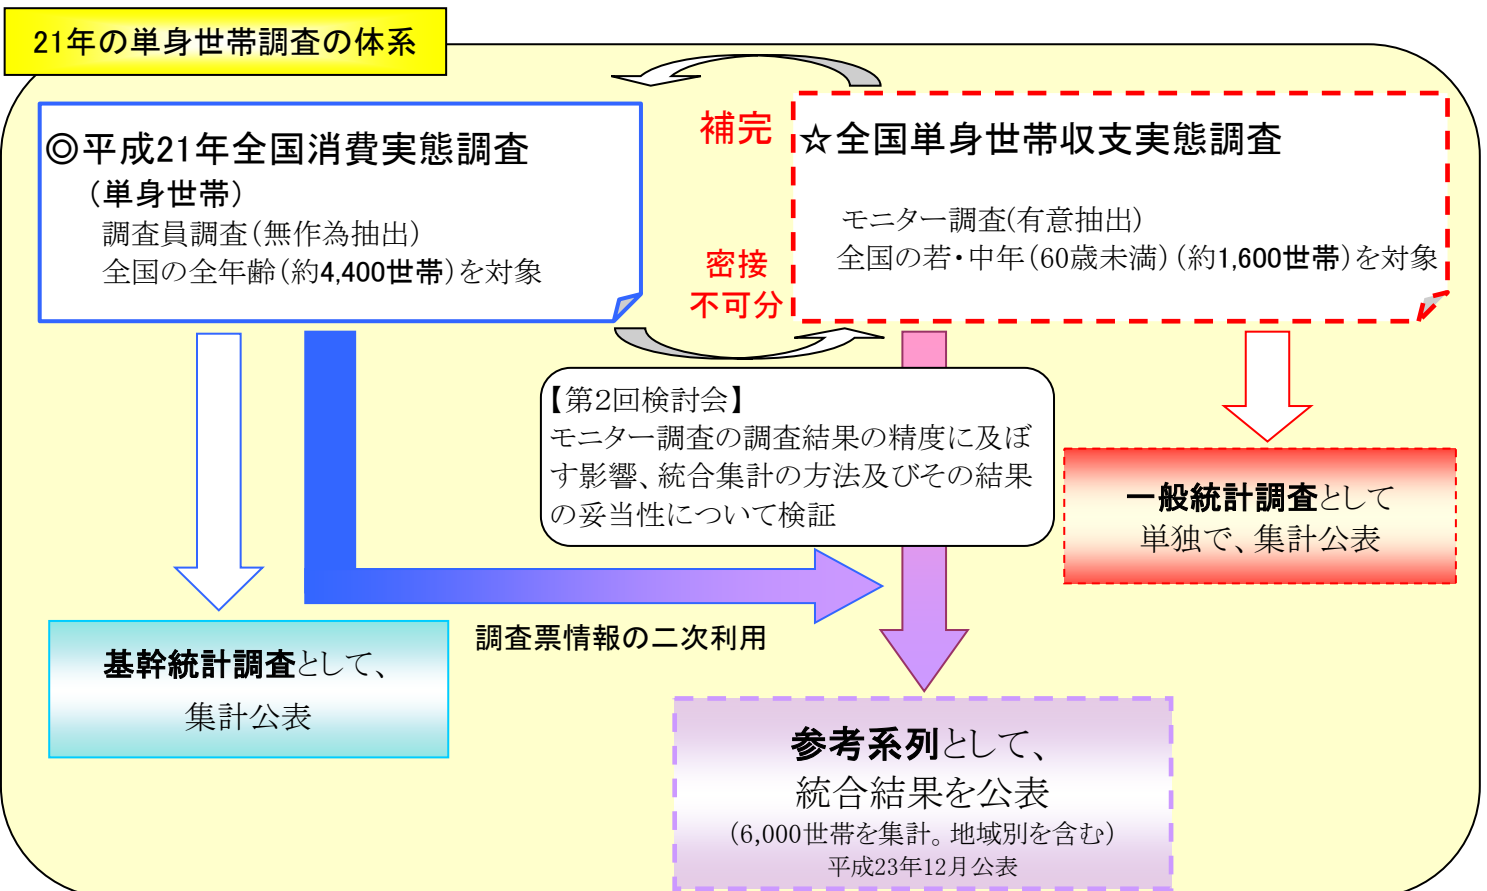 21年の単身世帯調査の体系
◎平成21年全国消費実態調査
（単身世帯）
調査員調査（無作為抽出）
全国の全年齢（約4,400世帯）を対象
補完
密接
不可分
☆全国単身世帯収支実態調査
モニター調査(有意抽出）
全国の若・中年（60歳未満）（約1,600世帯）を対象
【第2回検討会】
モニター調査の調査結果の精度に及ぼ
す影響、統合集計の方法及びその結果
の妥当性について検証
一般統計調査として
単独で、集計公表
調査票情報の二次利用
基幹統計調査として、
集計公表
参考系列として、
統合結果を公表
（6,000世帯を集計。地域別を含む）
平成23年12月公表